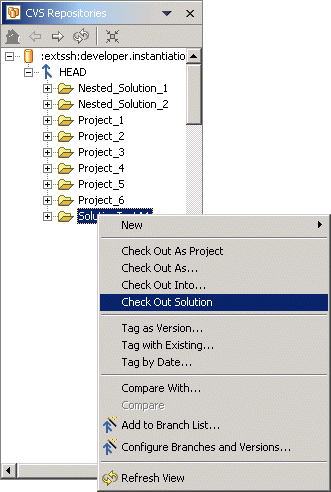 CVS Repositories
:extssh:developer.instantiatio
HEAD
Nested_Solution_1
Nested_Solution_2
Project_1
Project_2
Project_3
Project_4
Project_5
Project_6
New
Check Out As Project
Check Out As...
Check Out Into...
Check Out Solution
Tag as Version...
Tag with Existing...
Tag by Date...
Compare With...
Compare
Add to Branch List...
Configure Branches and Versions...
Refresh View